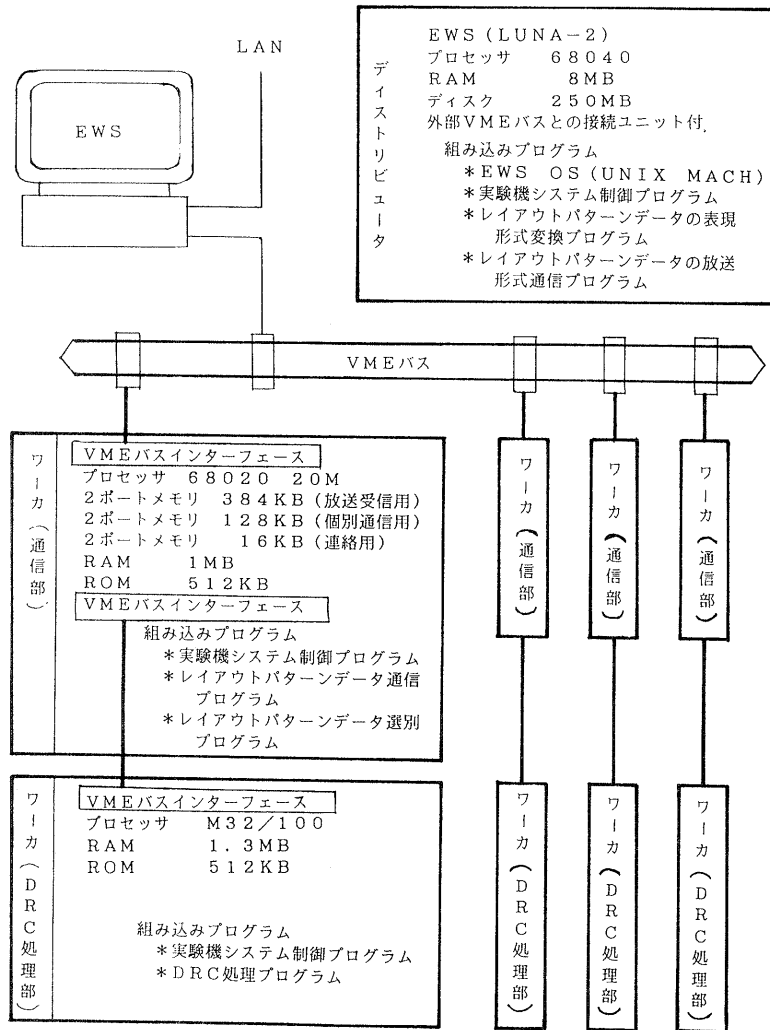 LAN
EWS
ディストリビュータ
EWS(LUNA-2)
プロセッサ 68040
RAM 8MB
ディスク 250MB
外部VMEバスとの接続ユニット付.
組み込みプログラム
*EWS OS(UNIX MACH)
*実験機システム制御プログラム
*レイアウトパターンデータの表現
形式変換プログラム
*レイアウトパターンデータの放送
形式通信プログラム
VMEバス
ワーカ(通信部)
VMEバスインターフェース
プロセッサ 68020 20M
2ポートメモリ 384KB(放送受信用)
2ポートメモリ 128KB(個別通信用)
2ポートメモリ 16KB(連絡用)
RAM 1MB
ROM 512KB
VMEバスインターフェース
組み込みプログラム
*実験機システム制御プログラム
*レイアウトパターンデータ通信
プログラム
*レイアウトパターンデータ選別
プログラム
ワーカ(通信部)
ワーカ(通信部)
ワーカ(通信部)
ワーカ(DRC処理部)
VMEバスインターフェース
プロセッサ M32/100
RAM 1.3MB
ROM 512KB
組み込みプログラム
*実験機システム制御プログラム
*DRC処理プログラム
ワーカ(DRC処理部)
ワーカ(DRC処理部)
ワーカ(DRC処理部)